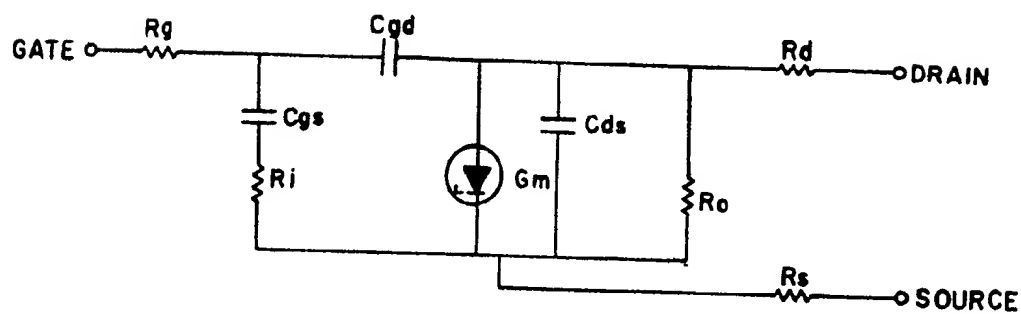 GATE
Rg
Cgd
Rd
DRAIN
Cgs
Cds
Ri
Gm
Ro
Rs
SOURCE